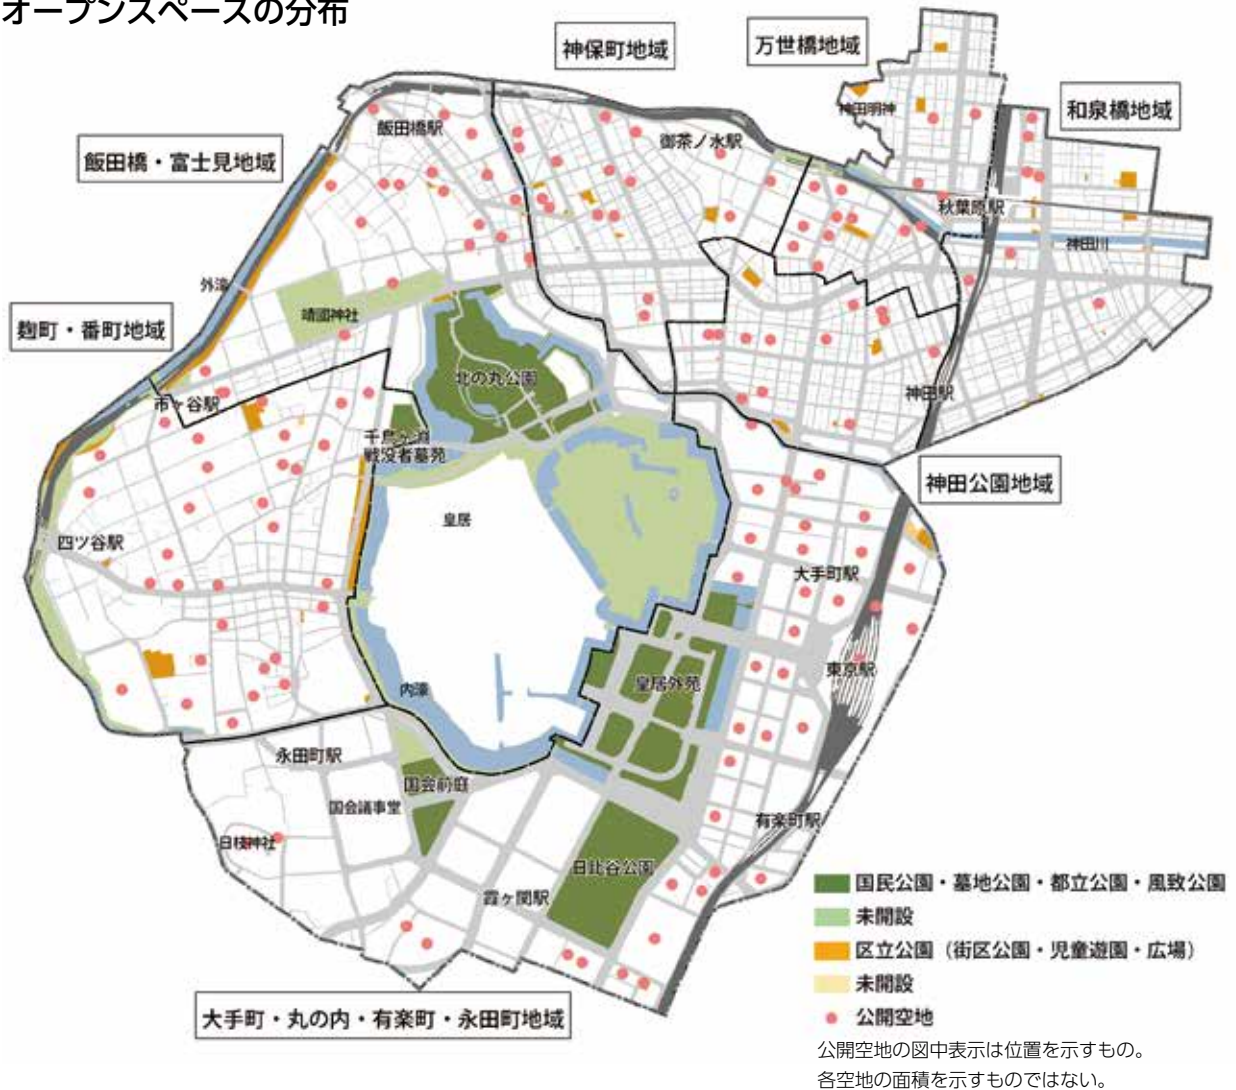 オープンスペースの分布
神保町地域
万世橋地域
和泉橋地域
飯田橋・富士見地域
麹町・番町地域
神田公園地域
大手町・丸の内・有楽町・永田町地域
神田明神
飯田橋駅
御茶ノ水駅
秋葉原駅
神田川
外濠
靖國神社
北の丸公園
市ヶ谷駅
神田駅
千鳥ヶ淵
戦没者墓苑
皇居
四ツ谷駅
大手町駅
東京駅
皇居外苑
内濠
永田町駅
国会前庭
国会議事堂
日枝神社
有楽町駅
日比谷公園
霞ヶ関駅
国民公園・墓地公園・都立公園・風致公園
未開設
区立公園（街区公園・児童遊園・広場）
未開設
公開空地
公開空地の図中表示は位置を示すもの。
各空地の面積を示すものではない。